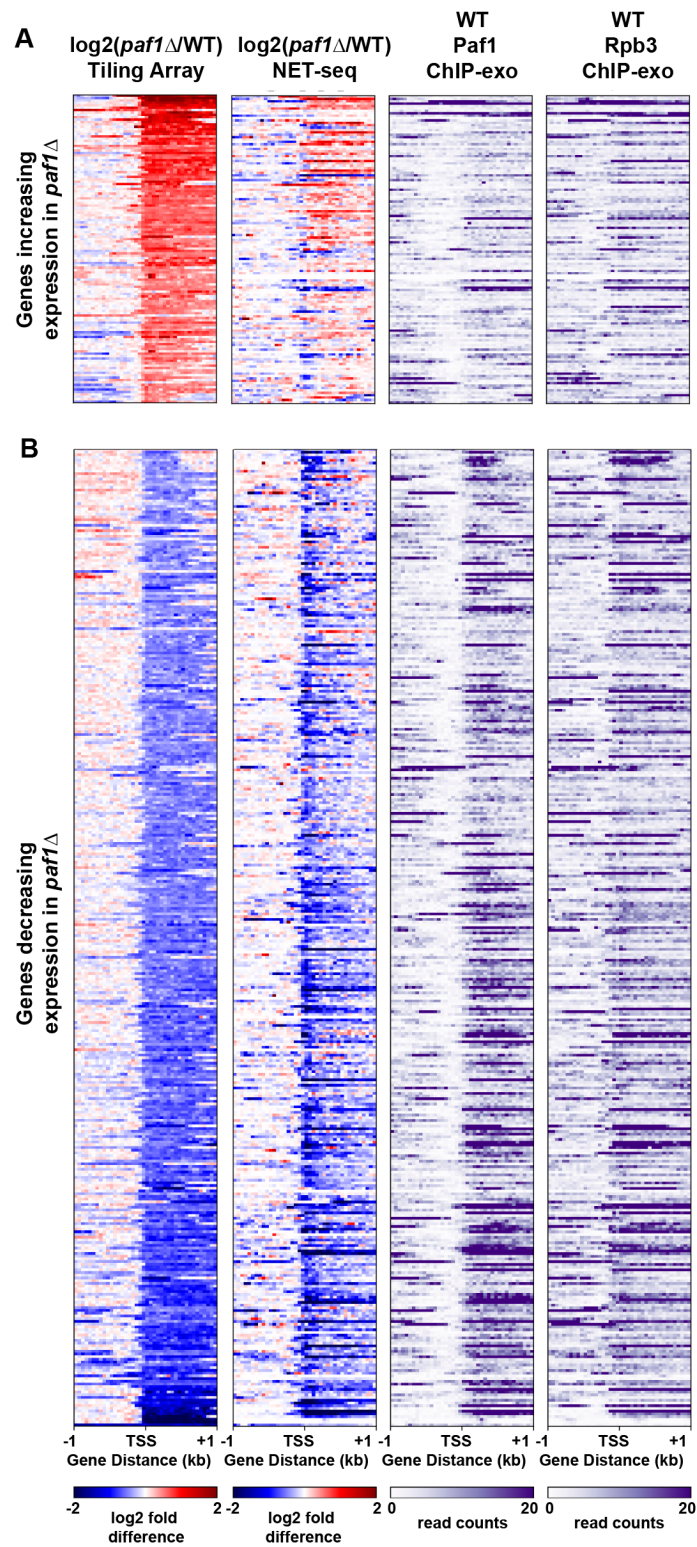 A
log2(paf1Δ/WT)
Tiling Array
log2(paf1Δ/WT)
NET-seq
WT
Paf1
ChIP-exo
WT
Rpb3
ChIP-exo
Genes increasing
expression in paf1Δ
B
Genes decreasing
expression in paf1Δ
-1 TSS +1
Gene Distance (kb)
-1 TSS +1
Gene Distance (kb)
-1 TSS +1
Gene Distance (kb)
-1 TSS +1
Gene Distance (kb)
-2 2
log2 fold
difference
-2 2
log2 fold
difference
0 20
read counts
0 20
read counts